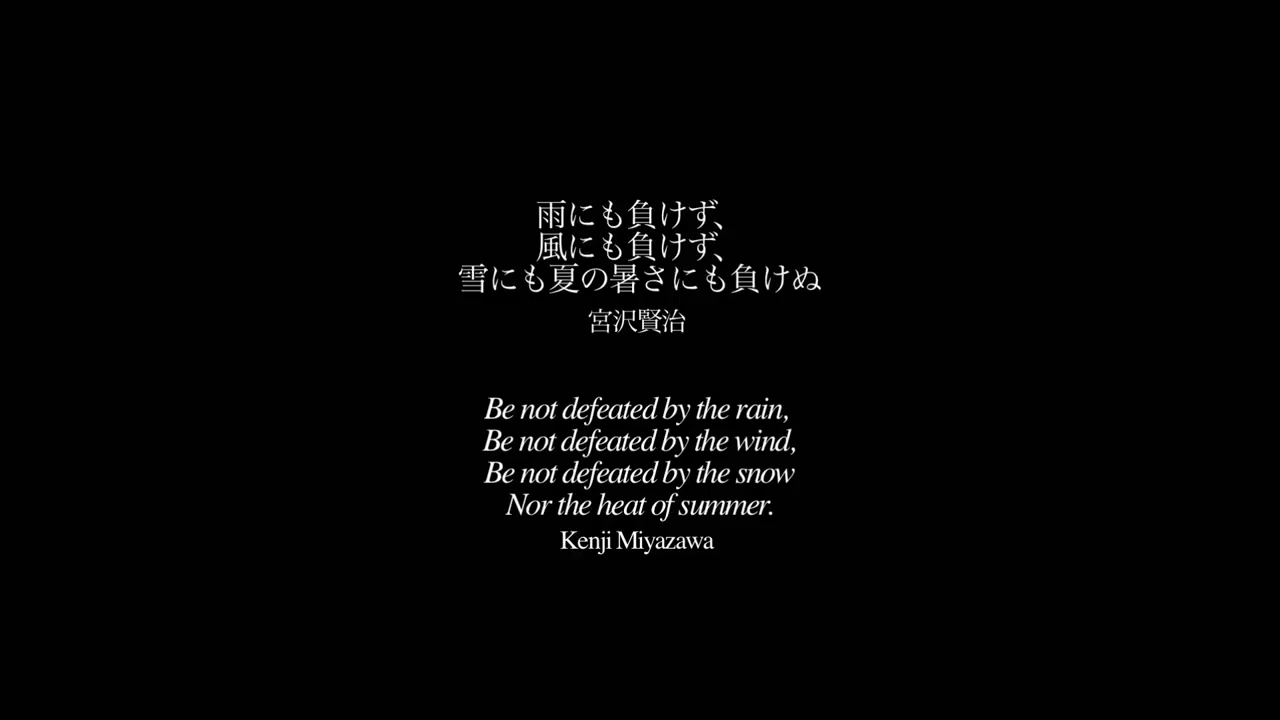 雨にも負けず、
風にも負けず、
雪にも夏の暑さにも負けぬ
宮沢賢治
Be not defeated by the rain,
Be not defeated by the wind,
Be not defeated by the snow
Nor the heat of summer.
Kenji Miyazawa